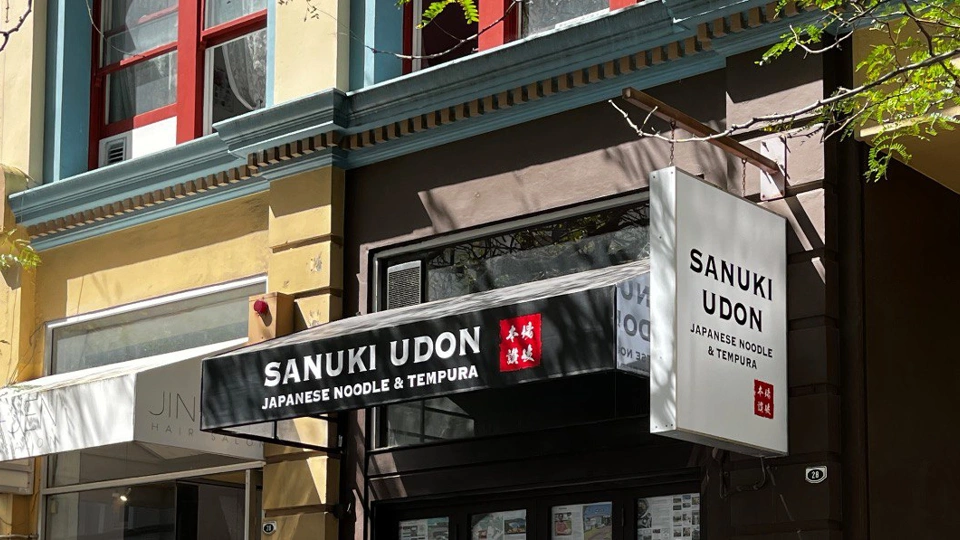 SANUKI UDON
JAPANESE NOODLE & TEMPURA
本場
讃岐
SANUKI
UDON
JAPANESE NOODLE
& TEMPURA
本場
讃岐
JIN
HAIR SALO
28